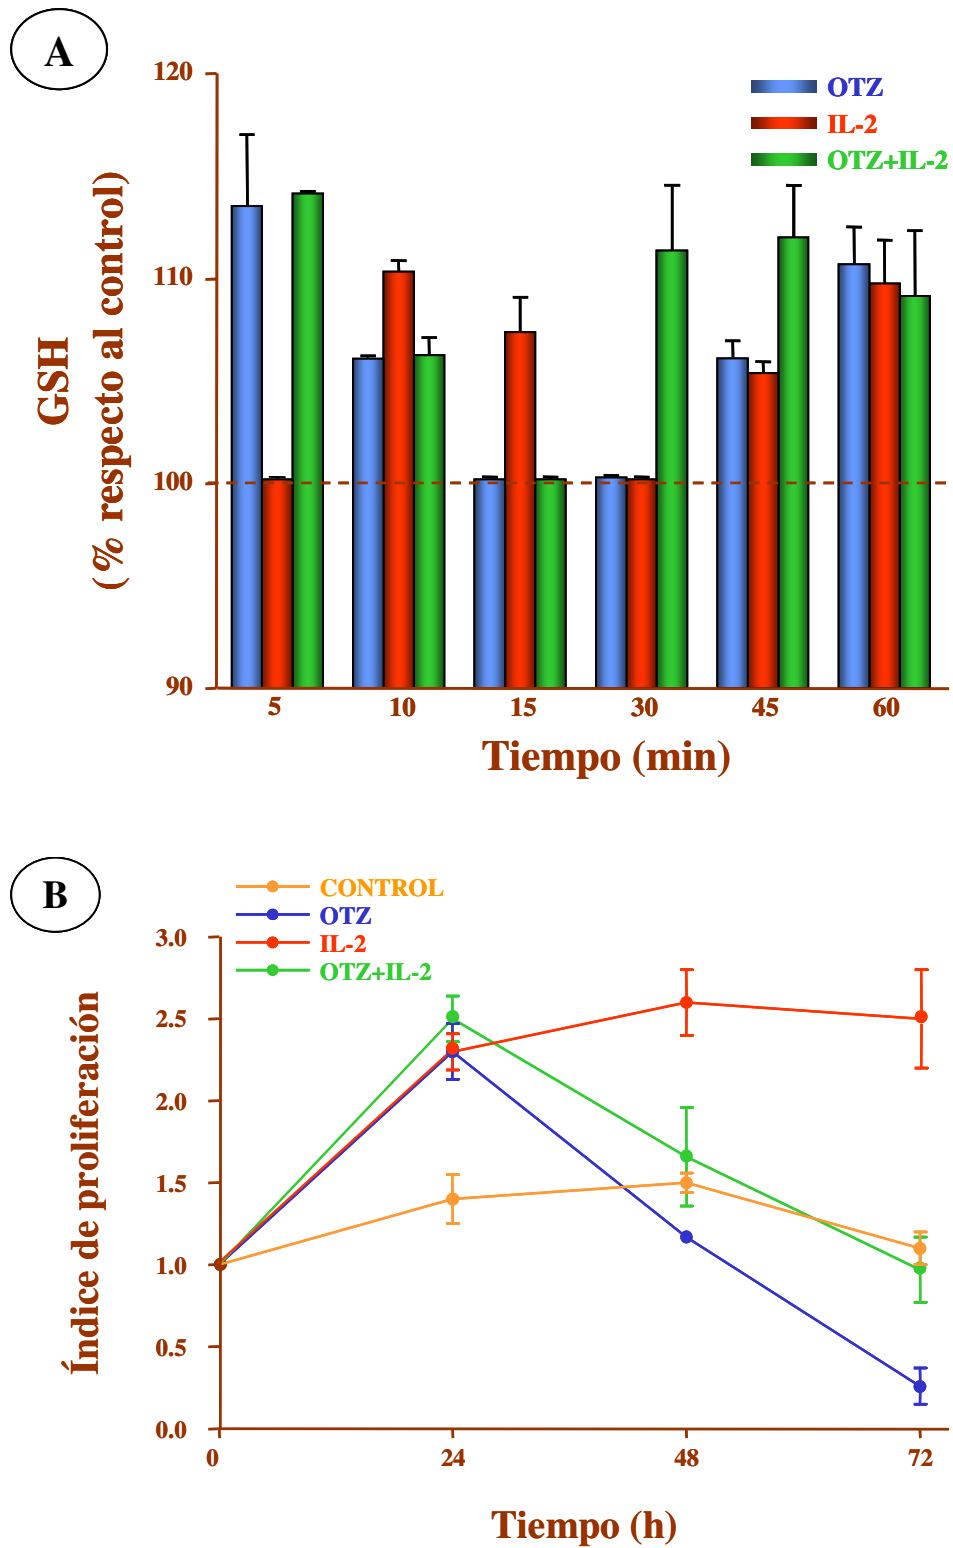 A
120
110
100
90
GSH
(% respecto al control)
OTZ
IL-2
OTZ+IL-2
5 10 15 30 45 60
Tiempo (min)
B
CONTROL
OTZ
IL-2
OTZ+IL-2
3.0
2.5
2.0
1.5
1.0
0.5
0.0
Índice de proliferación
0 24 48 72
Tiempo (h)